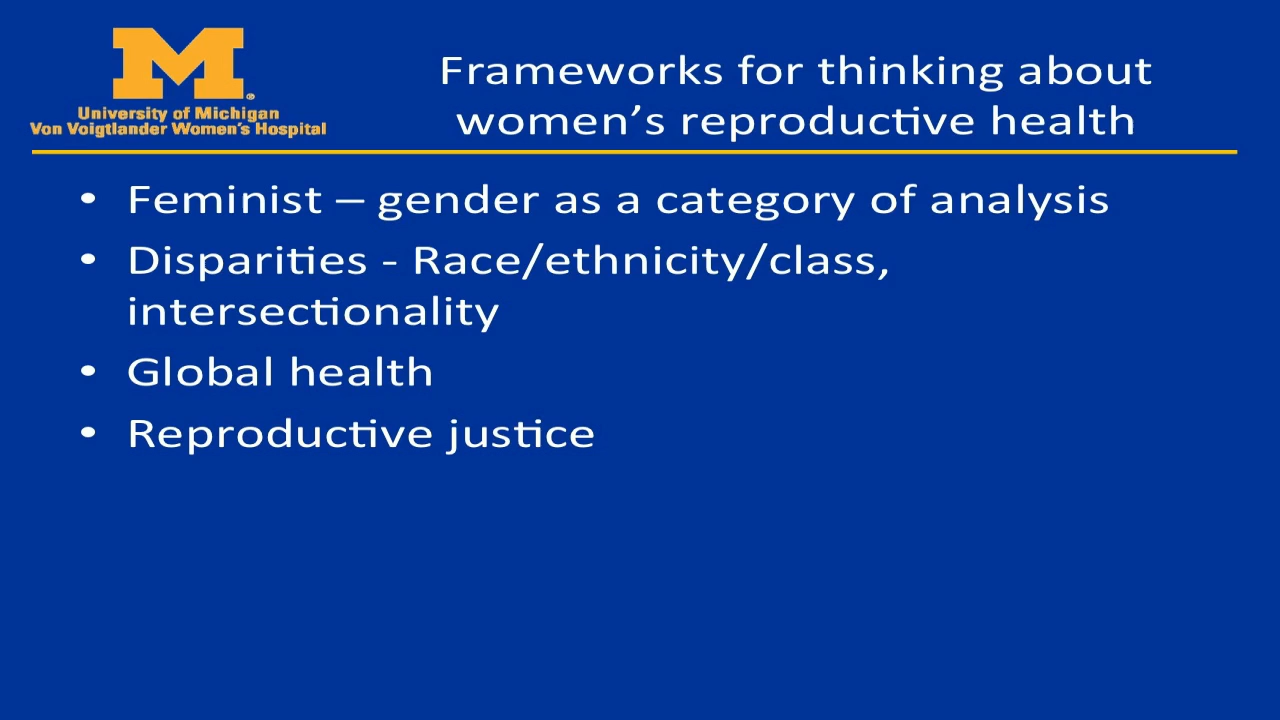 M
University of Michigan
Von Voigtlander Women's Hospital
Frameworks for thinking about
women's reproductive health
• Feminist – gender as a category of analysis
• Disparities - Race/ethnicity/class,
intersectionality
• Global health
• Reproductive justice